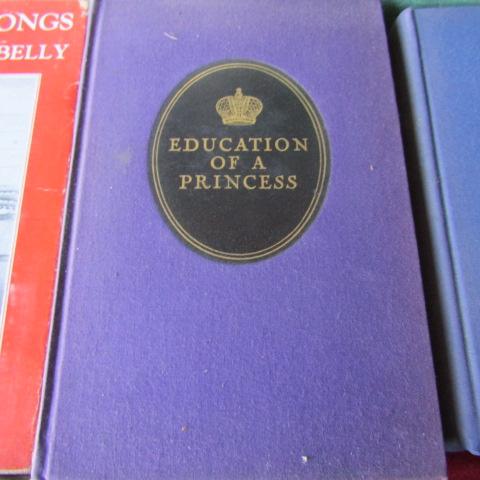 ONGS
BELLY
EDUCATION
OF A
PRINCESS